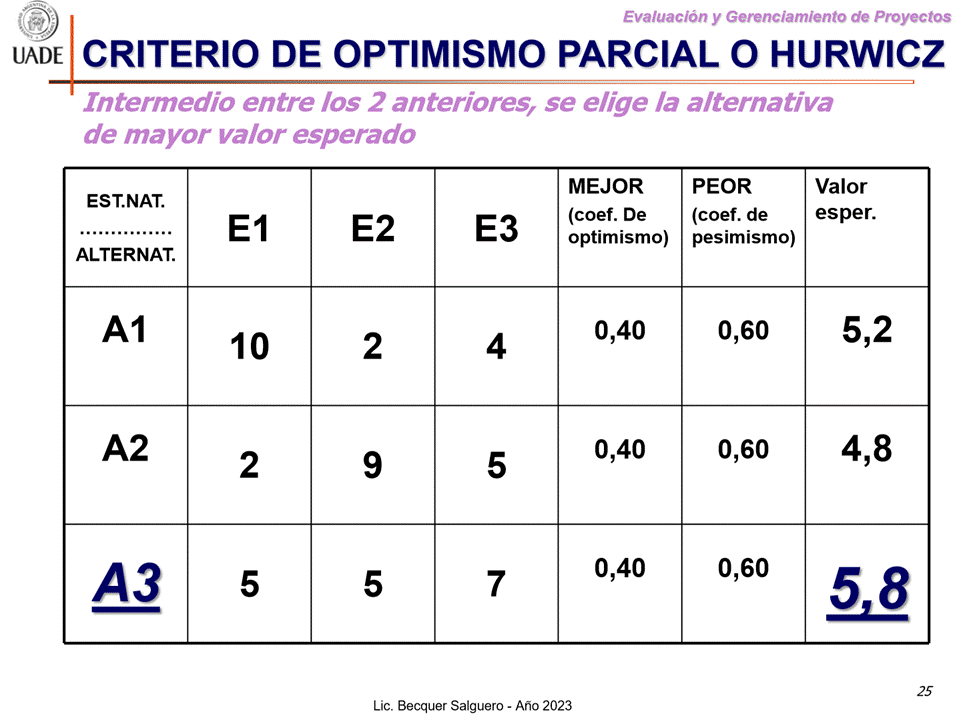 Evaluación y Gerenciamiento de Proyectos
UADE
CRITERIO DE OPTIMISMO PARCIAL O HURWICZ
Intermedio entre los 2 anteriores, se elige la alternativa
de mayor valor esperado
EST.NAT.
……………
ALTERNAT.
E1
E2
E3
MEJOR
(coef. De
optimismo)
PEOR
(coef. de
pesimismo)
Valor
esper.
A1
10
2
4
0,40
0,60
5,2
A2
2
9
5
0,40
0,60
4,8
A3
5
5
7
0,40
0,60
5,8
25
Lic. Becquer Salguero - Año 2023